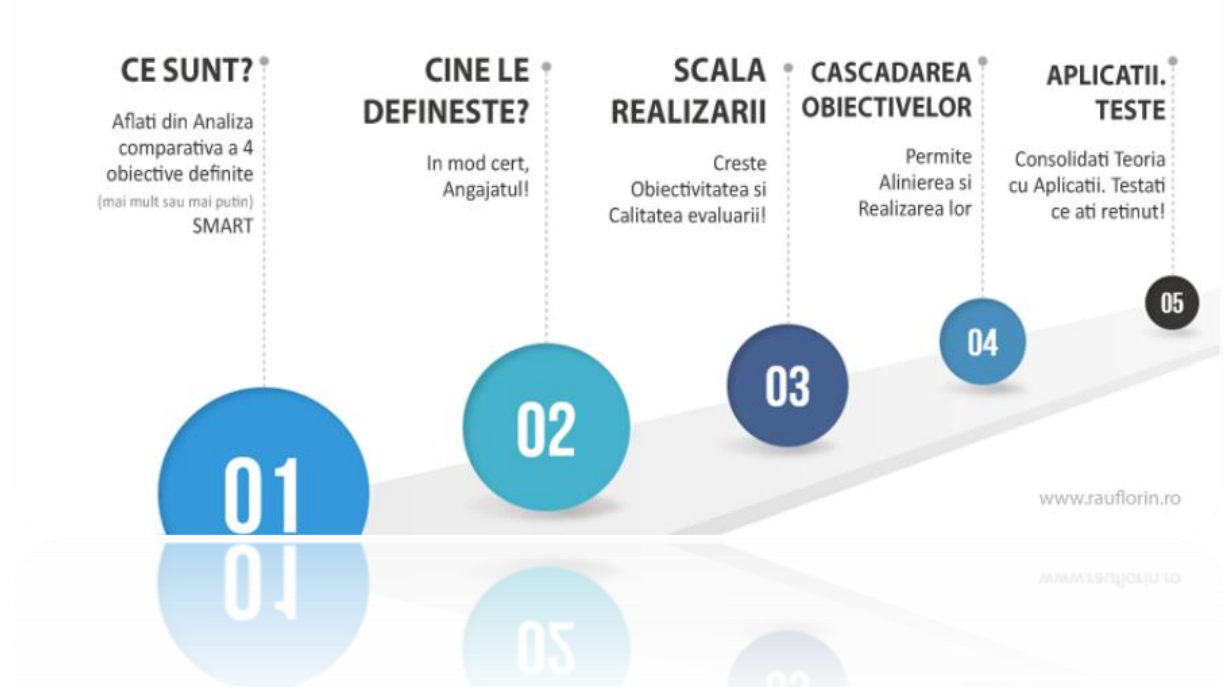 CE SUNT?
Aflati din Analiza
comparativa a 4
obiective definite
(mai mult sau mai putin)
SMART
01
CINE LE
DEFINESTE?
In mod cert,
Angajatul!
02
SCALA
REALIZARII
Creste
Obiectivitatea si
Calitatea evaluarii!
03
CASCADAREA
OBIECTIVELOR
Permite
Alinierea si
Realizarea lor
04
APLICATII.
TESTE
Consolidati Teoria
cu Aplicatii. Testati
ce ati retinut!
05
www.rauflorin.ro